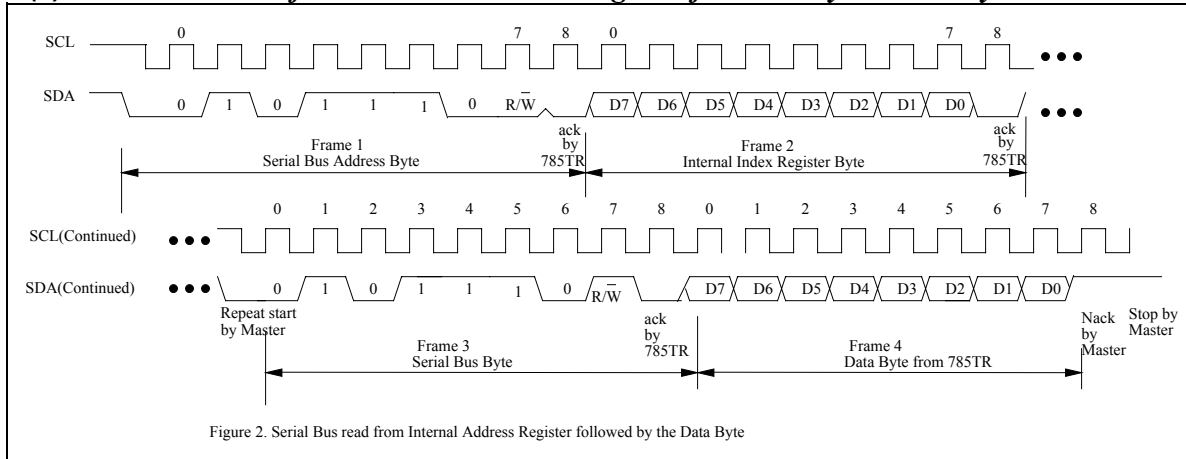 0 7 8 0 7 8
SCL
SDA
0 1 0 1 1 1 0 R/W D7 D6 D5 D4 D3 D2 D1 D0
Frame 1
Serial Bus Address Byte
ack
by
785TR
Frame 2
Internal Index Register Byte
ack
by
785TR
0 1 2 3 4 5 6 7 8 0 1 2 3 4 5 6 7 8
SCL(Continued)
SDA(Continued)
0 1 0 1 1 1 0 R/W D7 D6 D5 D4 D3 D2 D1 D0
Repeat start
by Master
Frame 3
Serial Bus Byte
ack
by
785TR
Frame 4
Data Byte from 785TR
Nack
by
Master
Stop by
Master
Figure 2. Serial Bus read from Internal Address Register followed by the Data Byte